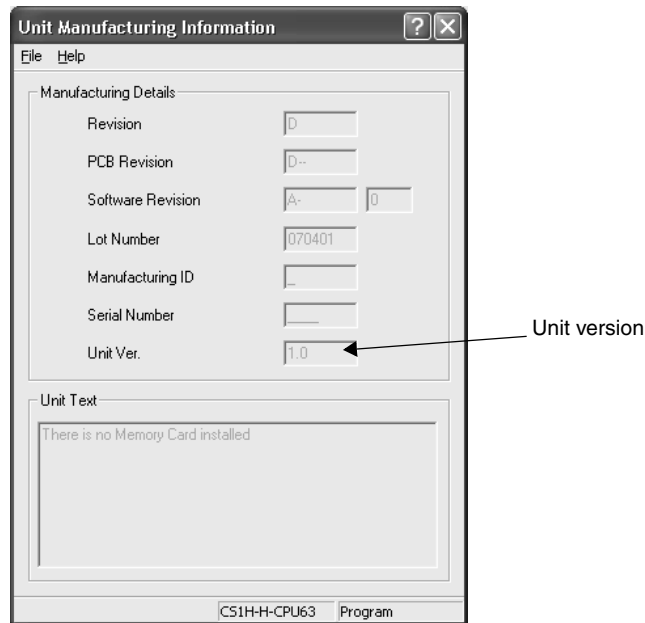 Unit Manufacturing Information
File Help
Manufacturing Details
Revision D
PCB Revision D--
Software Revision A- 0
Lot Number 070401
Manufacturing ID _
Serial Number ____
Unit Ver. 1.0
Unit version
Unit Text
There is no Memory Card installed
CS1H-H-CPU63 Program